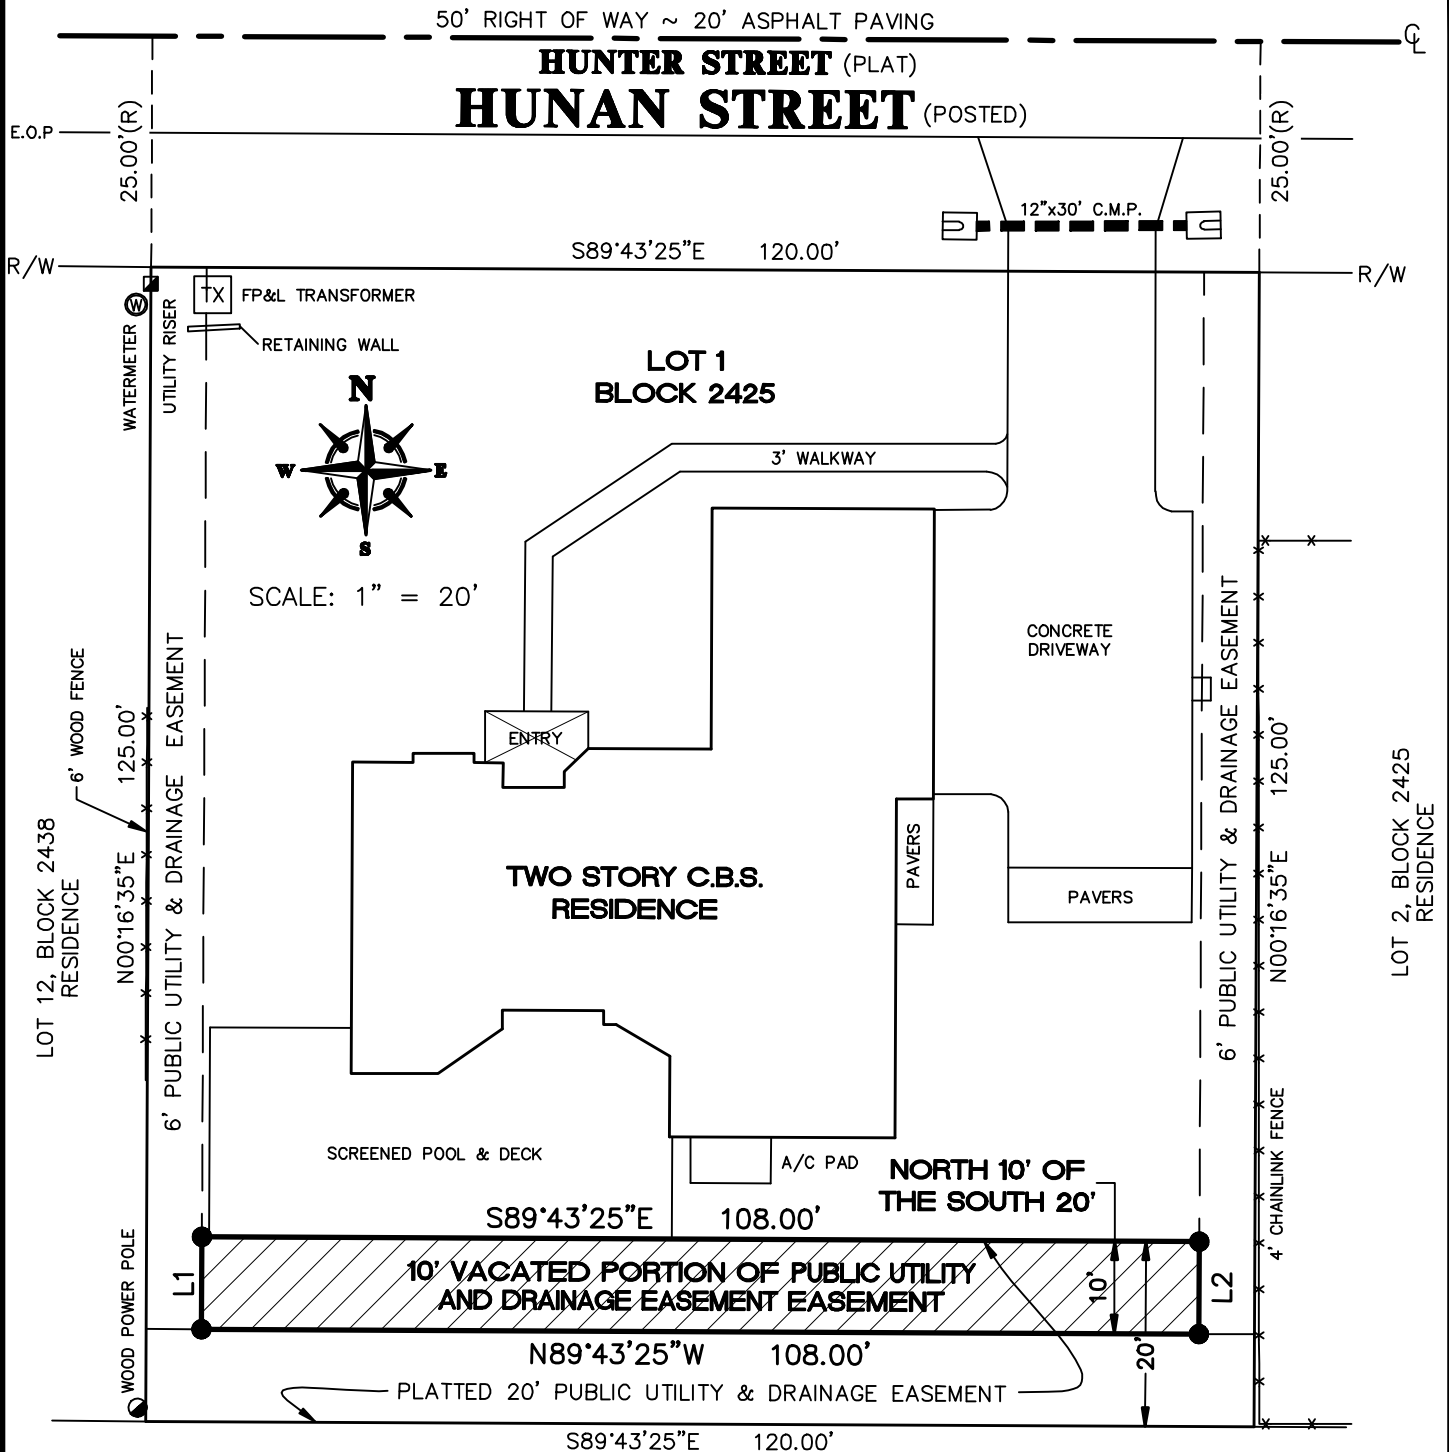 50' RIGHT OF WAY ~ 20' ASPHALT PAVING
C L
HUNTER STREET (PLAT)
HUNAN STREET (POSTED)
E.O.P
25.00'(R)
25.00'(R)
12"x30' C.M.P.
S89°43'25"E 120.00'
R/W
R/W
TX FP&L TRANSFORMER
W
WATERMETER
UTILITY RISER
RETAINING WALL
LOT 1
BLOCK 2425
N
W
E
S
3' WALKWAY
SCALE: 1" = 20'
CONCRETE
DRIVEWAY
ENTRY
6' WOOD FENCE
N00°16'35"E 125.00'
6' PUBLIC UTILITY & DRAINAGE EASEMENT
LOT 12, BLOCK 2438
RESIDENCE
TWO STORY C.B.S.
RESIDENCE
PAVERS
PAVERS
6' PUBLIC UTILITY & DRAINAGE EASEMENT
N00°16'35"E 125.00'
LOT 2, BLOCK 2425
RESIDENCE
4' CHAINLINK FENCE
SCREENED POOL & DECK
A/C PAD
NORTH 10' OF
THE SOUTH 20'
S89°43'25"E 108.00'
L1
10' VACATED PORTION OF PUBLIC UTILITY
AND DRAINAGE EASEMENT EASEMENT
10'
L2
N89°43'25"W 108.00'
20'
WOOD POWER POLE
PLATTED 20' PUBLIC UTILITY & DRAINAGE EASEMENT
S89°43'25"E 120.00'